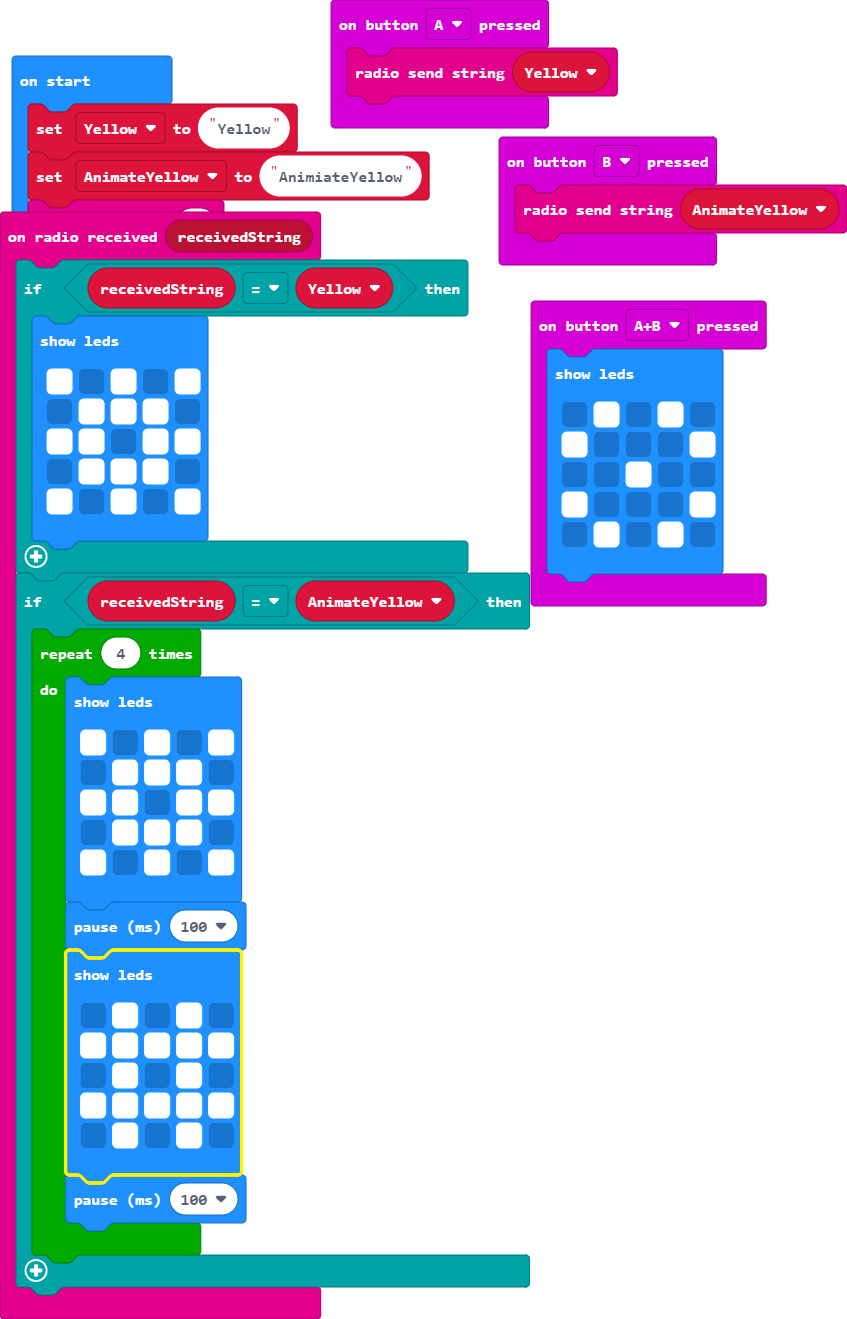 on button A pressed
radio send string Yellow
on start
set Yellow to "Yellow"
set AnimateYellow to "AnimiateYellow"
on button B pressed
radio send string AnimateYellow
on radio received receivedString
if receivedString = Yellow then
show leds
on button A+B pressed
show leds
if receivedString = AnimateYellow then
repeat 4 times
do
show leds
pause (ms) 100
show leds
pause (ms) 100